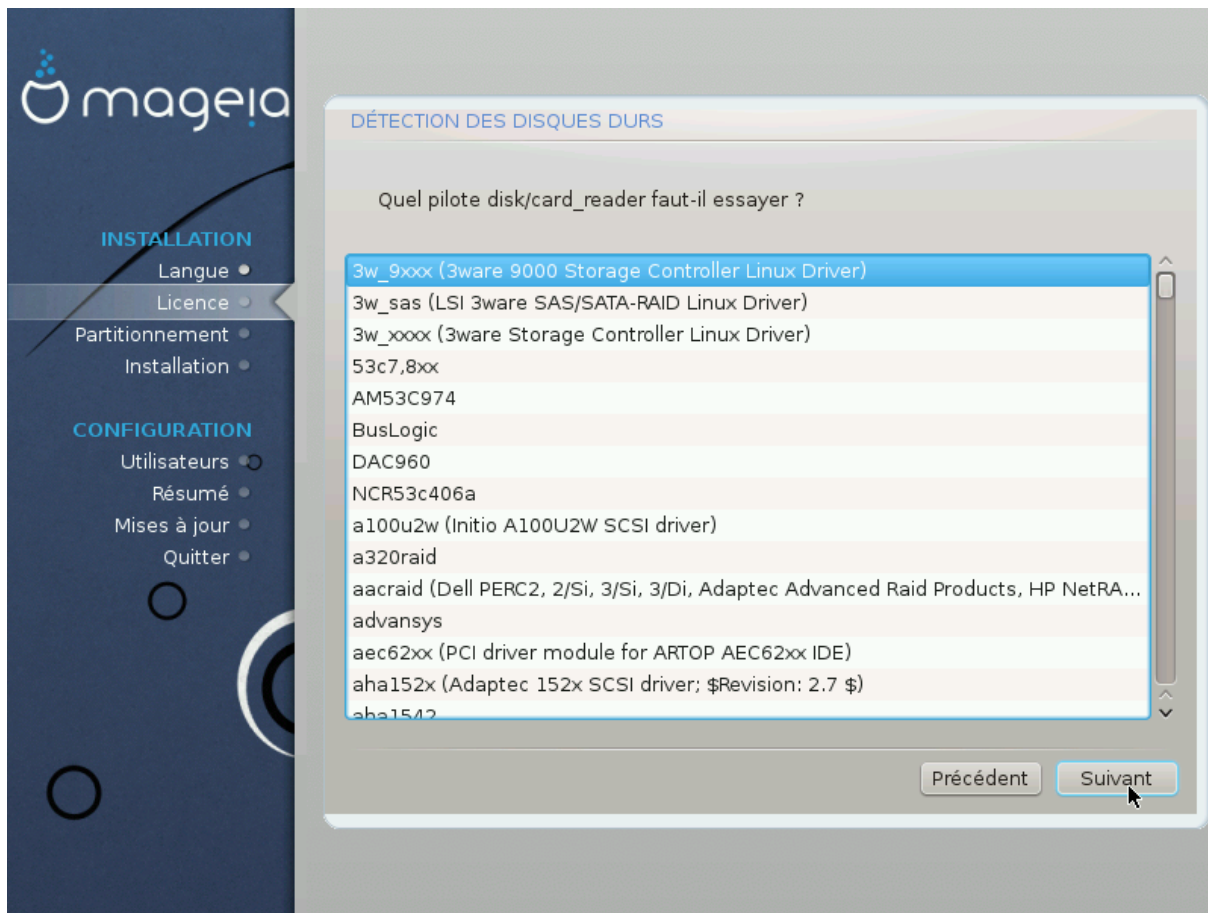 mageia
INSTALLATION
Langue
Licence
Partitionnement
Installation
CONFIGURATION
Utilisateurs
Résumé
Mises à jour
Quitter
DÉTECTION DES DISQUES DURS
Quel pilote disk/card_reader faut-il essayer ?
3w_9xxx (3ware 9000 Storage Controller Linux Driver)
3w_sas (LSI 3ware SAS/SATA-RAID Linux Driver)
3w_xxxx (3ware Storage Controller Linux Driver)
53c7,8xx
AM53C974
BusLogic
DAC960
NCR53c406a
a100u2w (Initio A100U2W SCSI driver)
a320raid
aacraid (Dell PERC2, 2/Si, 3/Si, 3/Di, Adaptec Advanced Raid Products, HP NetRA...
advansys
aec62xx (PCI driver module for ARTOP AEC62xx IDE)
aha152x (Adaptec 152x SCSI driver; $Revision: 2.7 $)
aha1542
Précédent
Suivant